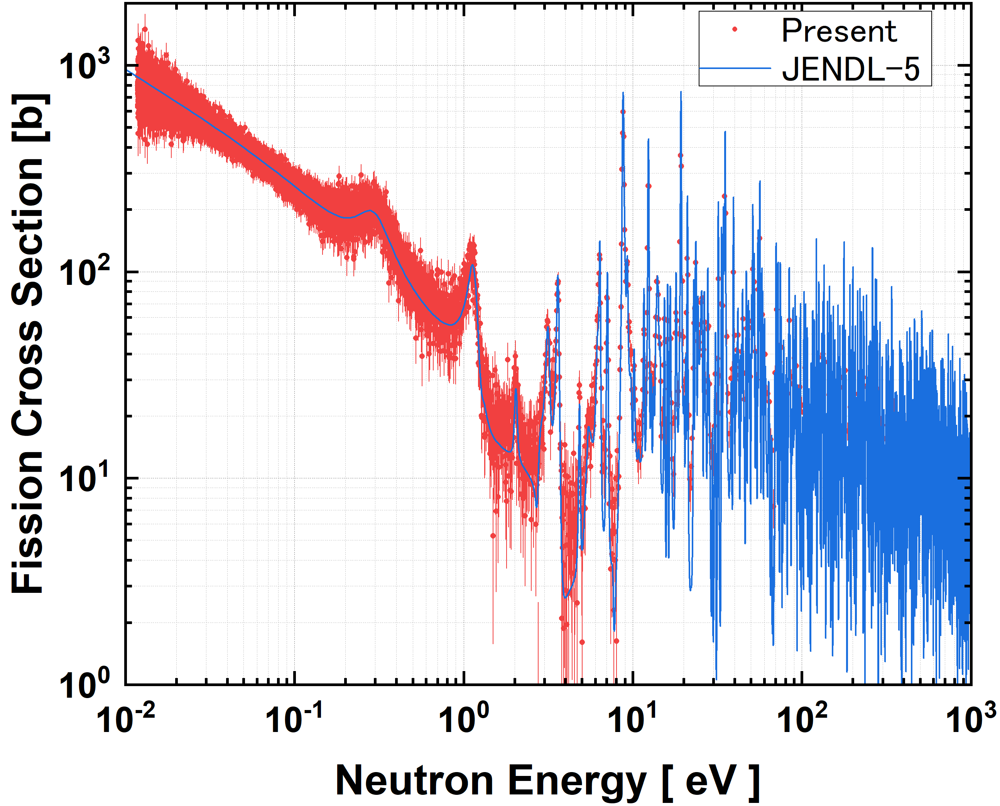 Present
JENDL-5
Fission Cross Section [b]
10³
10²
10¹
10⁰
10⁻² 10⁻¹ 10⁰ 10¹ 10² 10³
Neutron Energy [ eV ]